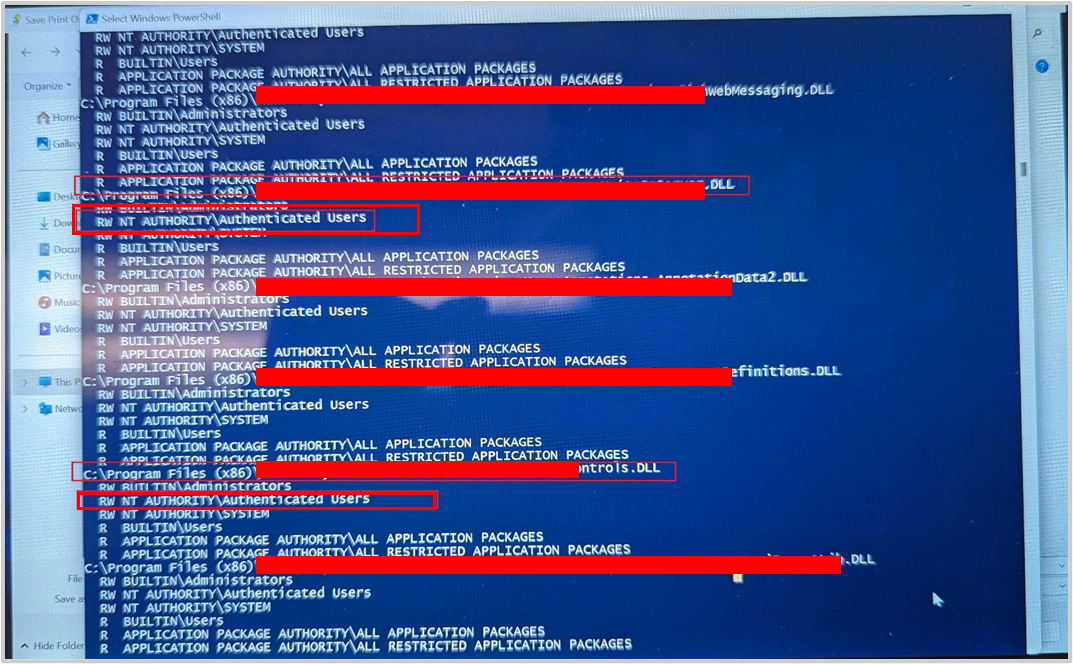 Save Print O
Select Windows PowerShell
RW NT AUTHORITY\Authenticated Users
RW NT AUTHORITY\SYSTEM
R BUILTIN\Users
R APPLICATION PACKAGE AUTHORITY\ALL APPLICATION PACKAGES
R APPLICATION PACKAGE AUTHORITY\ALL RESTRICTED APPLICATION PACKAGES
C:\Program Files (x86)\ webMessaging.DLL
RW BUILTIN\Administrators
RW NT AUTHORITY\Authenticated Users
RW NT AUTHORITY\SYSTEM
R BUILTIN\Users
R APPLICATION PACKAGE AUTHORITY\ALL APPLICATION PACKAGES
R APPLICATION PACKAGE AUTHORITY\ALL RESTRICTED APPLICATION PACKAGES
C:\Program Files (x86)\ .DLL
RW BUILTIN\Administrators
RW NT AUTHORITY\Authenticated Users
RW NT AUTHORITY\SYSTEM
R BUILTIN\Users
R APPLICATION PACKAGE AUTHORITY\ALL APPLICATION PACKAGES
R APPLICATION PACKAGE AUTHORITY\ALL RESTRICTED APPLICATION PACKAGES
C:\Program Files (x86)\ AnnotationData2.DLL
RW BUILTIN\Administrators
RW NT AUTHORITY\Authenticated Users
RW NT AUTHORITY\SYSTEM
R BUILTIN\Users
R APPLICATION PACKAGE AUTHORITY\ALL APPLICATION PACKAGES
R APPLICATION PACKAGE AUTHORITY\ALL RESTRICTED APPLICATION PACKAGES
C:\Program Files (x86)\ efinitions.DLL
RW BUILTIN\Administrators
RW NT AUTHORITY\Authenticated Users
RW NT AUTHORITY\SYSTEM
R BUILTIN\Users
R APPLICATION PACKAGE AUTHORITY\ALL APPLICATION PACKAGES
R APPLICATION PACKAGE AUTHORITY\ALL RESTRICTED APPLICATION PACKAGES
C:\Program Files (x86)\ ontrols.DLL
RW BUILTIN\Administrators
RW NT AUTHORITY\Authenticated Users
RW NT AUTHORITY\SYSTEM
R BUILTIN\Users
R APPLICATION PACKAGE AUTHORITY\ALL APPLICATION PACKAGES
R APPLICATION PACKAGE AUTHORITY\ALL RESTRICTED APPLICATION PACKAGES
C:\Program Files (x86)\ .DLL
RW BUILTIN\Administrators
RW NT AUTHORITY\Authenticated Users
RW NT AUTHORITY\SYSTEM
R BUILTIN\Users
R APPLICATION PACKAGE AUTHORITY\ALL APPLICATION PACKAGES
R APPLICATION PACKAGE AUTHORITY\ALL RESTRICTED APPLICATION PACKAGES
Organize
Home
Gallery
Deskt
Down
Docum
Picture
Music
Videos
This P
Netwo
File
Save a
Hide Folder